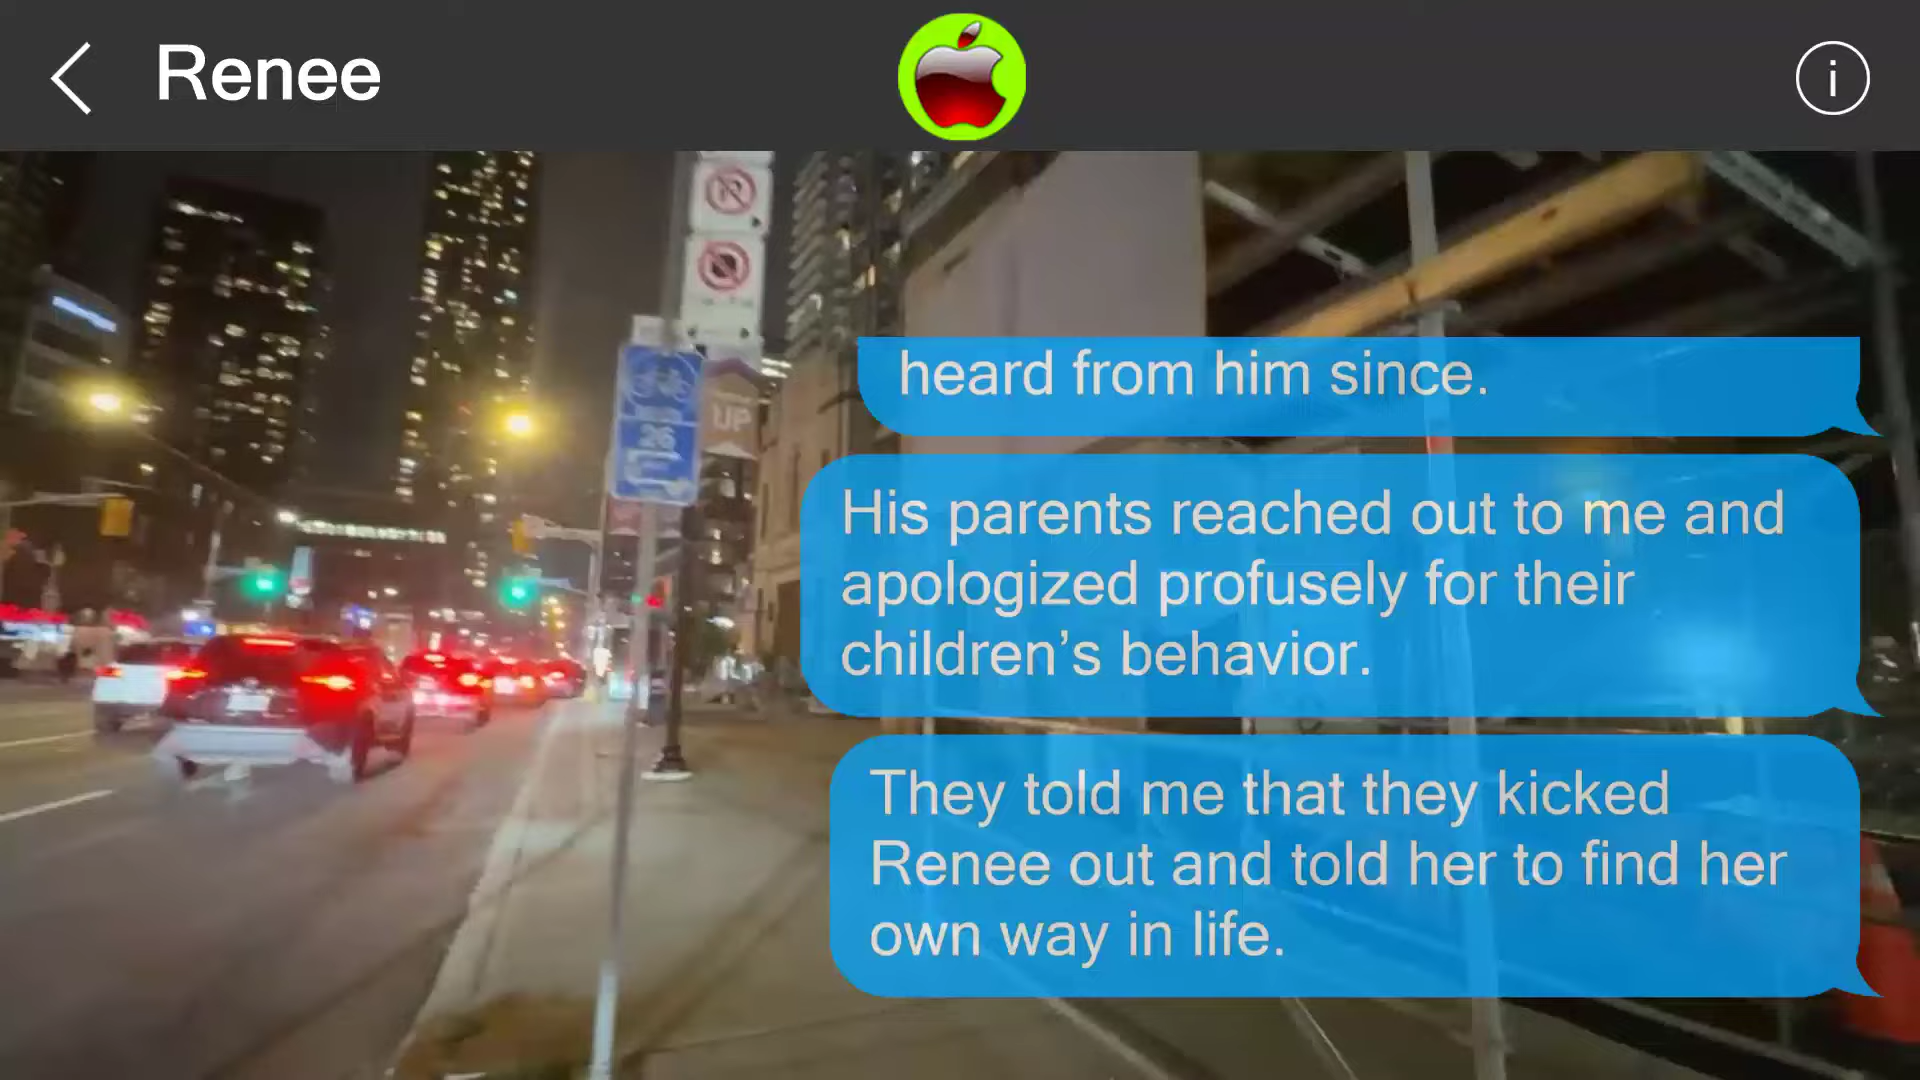 Renee
i
UP
26
heard from him since.
His parents reached out to me and
apologized profusely for their
children's behavior.
They told me that they kicked
Renee out and told her to find her
own way in life.